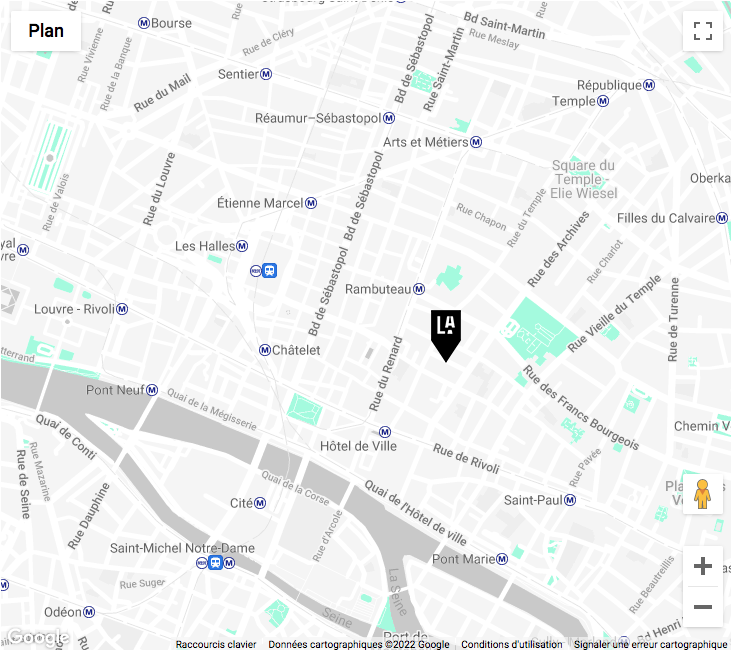 Plan
Bourse
Bd Saint-Martin
Rue Meslay
Rue Vivienne
Rue de la Banque
Rue de Cléry
Bd de Sébastopol
Rue Saint-Martin
Sentier
Rue du Mail
République
Temple
Réaumur–Sébastopol
Arts et Métiers
Square du
Temple -
Elie Wiesel
Oberka
Rue de Valois
Rue du Louvre
Bd de Sébastopol
Étienne Marcel
Rue Chapon
Rue du Temple
Filles du Calvaire
Les Halles
RER
Rue des Archives
Rue Charlot
Bd de Sébastopol
Rambuteau
Louvre - Rivoli
Rue Vieille du Temple
Rue de Turenne
LA
Châtelet
Rue du Renard
Pont Neuf
Quai de la Mégisserie
Rue des Francs Bourgeois
Quai de Conti
Chemin V
Hôtel de Ville
Rue de Rivoli
Rue Mazarine
Rue de Seine
Rue Dauphine
Quai de la Corse
Quai de l'Hôtel de ville
Rue Pavée
Cité
Saint-Paul
Rue d'Arcole
Saint-Michel Notre-Dame
RER
Pont Marie
La Seine
Rue Suger
Rue Beautreillis
Odéon
Seine
Google
Raccourcis clavier
Données cartographiques ©2022 Google
Conditions d'utilisation
Signaler une erreur cartographique